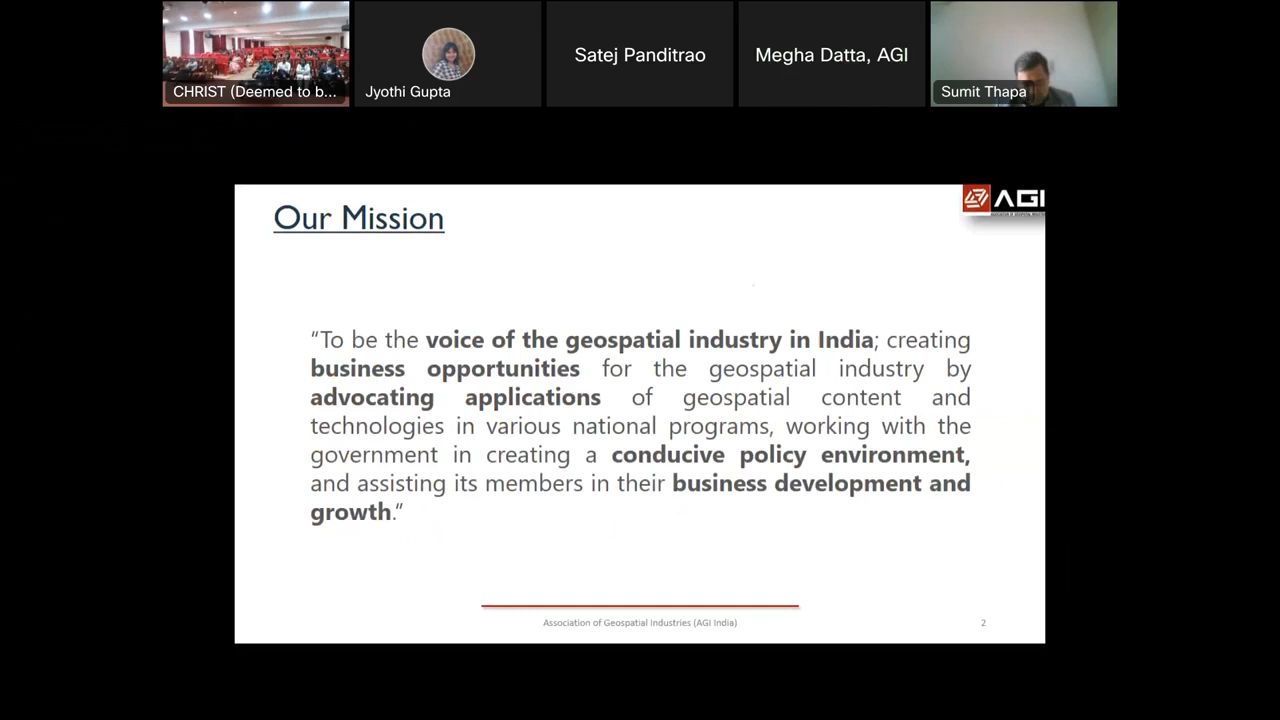 CHRIST (Deemed to b...
Jyothi Gupta
Satej Panditrao
Megha Datta, AGI
Sumit Thapa
Our Mission
AGI
“To be the voice of the geospatial industry in India; creating
business opportunities for the geospatial industry by
advocating applications of geospatial content and
technologies in various national programs, working with the
government in creating a conducive policy environment,
and assisting its members in their business development and
growth.“
Association of Geospatial Industries (AGI India)
2